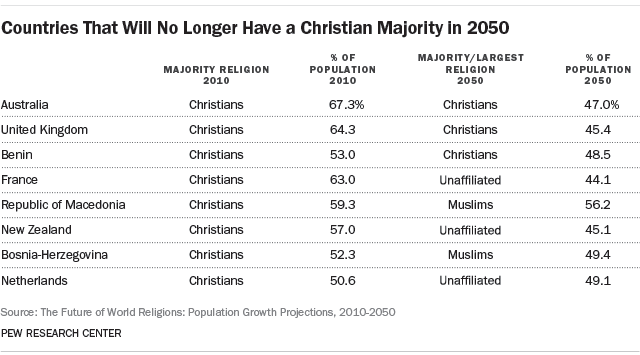 Countries That Will No Longer Have a Christian Majority in 2050
MAJORITY RELIGION 2010 % OF POPULATION 2010 MAJORITY/LARGEST RELIGION 2050 % OF POPULATION 2050
Australia Christians 67.3% Christians 47.0%
United Kingdom Christians 64.3 Christians 45.4
Benin Christians 53.0 Christians 48.5
France Christians 63.0 Unaffiliated 44.1
Republic of Macedonia Christians 59.3 Muslims 56.2
New Zealand Christians 57.0 Unaffiliated 45.1
Bosnia-Herzegovina Christians 52.3 Muslims 49.4
Netherlands Christians 50.6 Unaffiliated 49.1
Source: The Future of World Religions: Population Growth Projections, 2010-2050
PEW RESEARCH CENTER